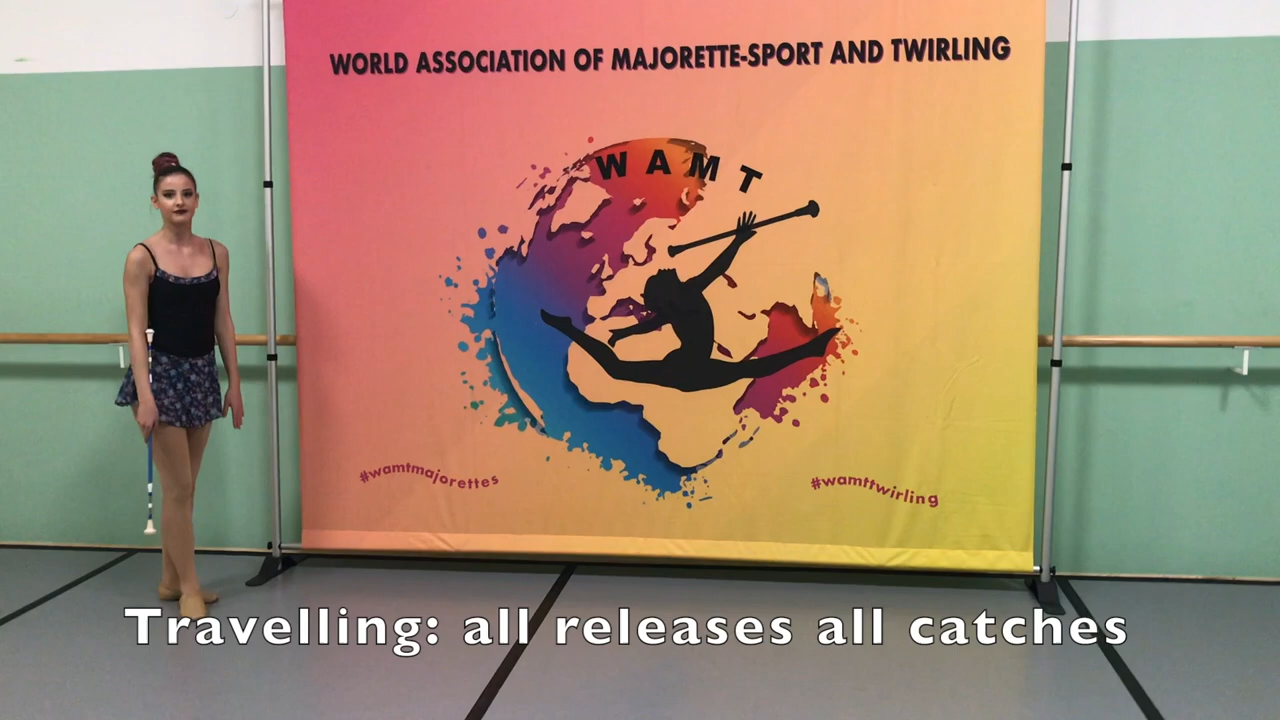 WORLD ASSOCIATION OF MAJORETTE-SPORT AND TWIRLING
WAMT
#wamtmajorettes
#wamttwirling
Travelling: all releases all catches